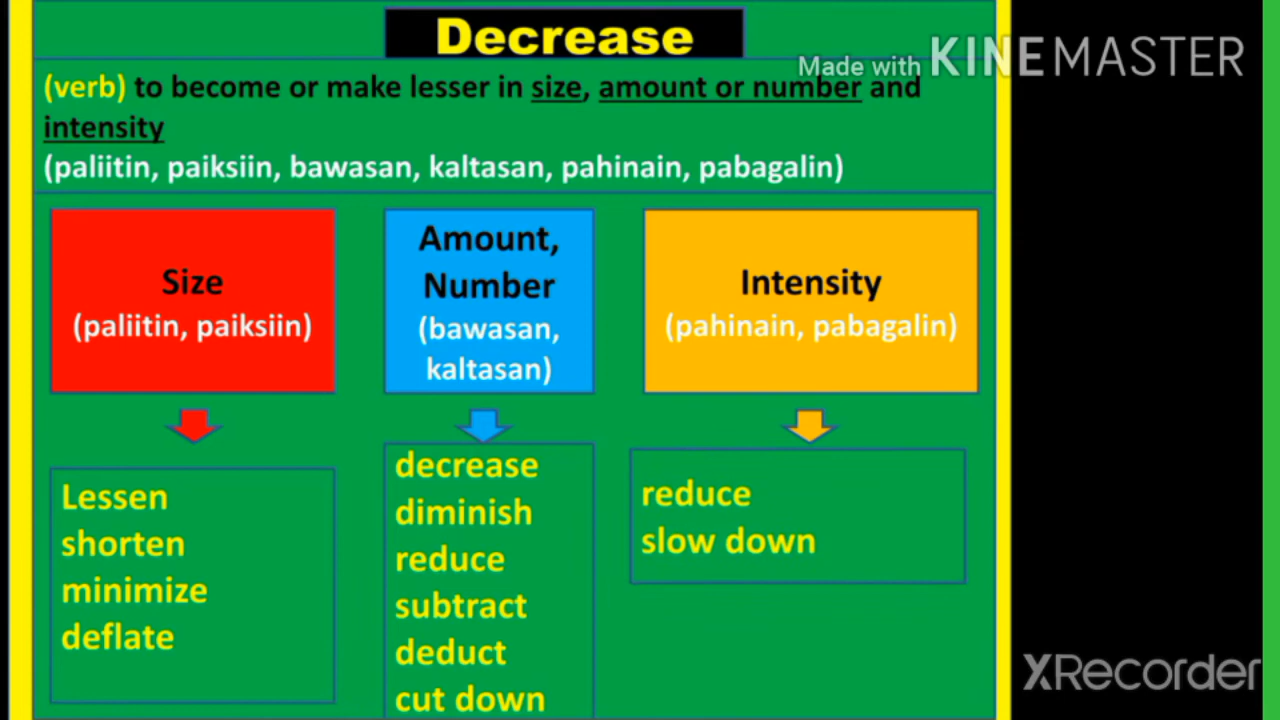 Decrease
Made with KINEMASTER
(verb) to become or make lesser in size, amount or number and
intensity
(paliitin, paiksiin, bawasan, kaltasan, pahinain, pabagalin)
Size
(paliitin, paiksiin)
Amount,
Number
(bawasan,
kaltasan)
Intensity
(pahinain, pabagalin)
Lessen
shorten
minimize
deflate
decrease
diminish
reduce
subtract
deduct
cut down
reduce
slow down
XRecorder